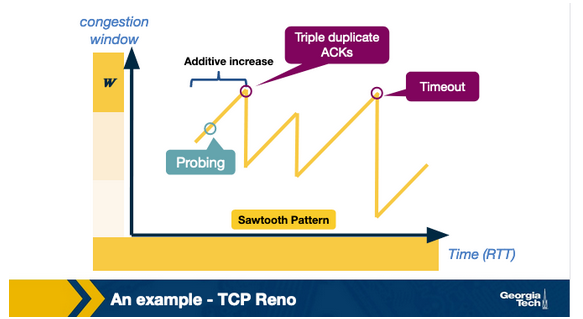 congestion
window
Triple duplicate
ACKs
Additive increase
W
Timeout
Probing
Sawtooth Pattern
Time (RTT)
An example - TCP Reno
Georgia
Tech